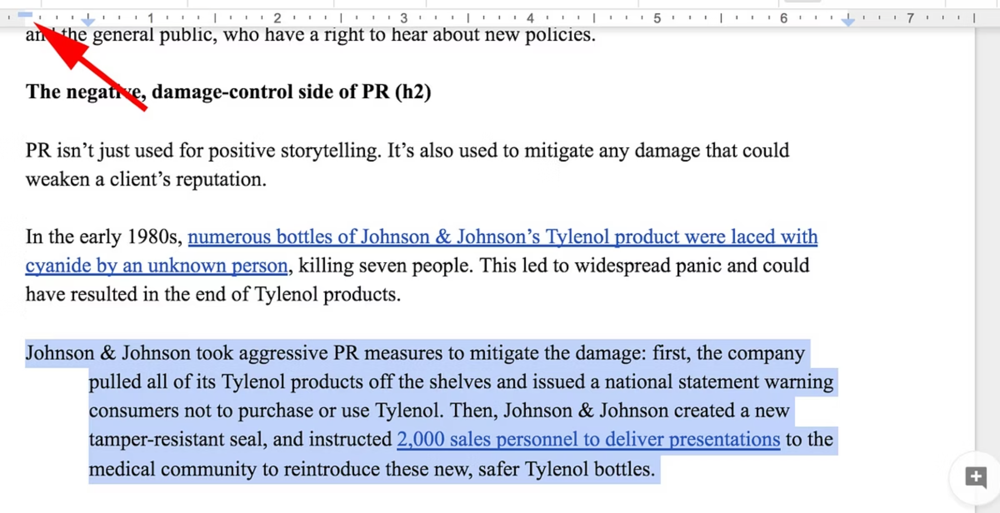 1 2 3 4 5 6 7
and the general public, who have a right to hear about new policies.
The negative, damage-control side of PR (h2)
PR isn’t just used for positive storytelling. It’s also used to mitigate any damage that could
weaken a client’s reputation.
In the early 1980s, numerous bottles of Johnson & Johnson’s Tylenol product were laced with
cyanide by an unknown person, killing seven people. This led to widespread panic and could
have resulted in the end of Tylenol products.
Johnson & Johnson took aggressive PR measures to mitigate the damage: first, the company
pulled all of its Tylenol products off the shelves and issued a national statement warning
consumers not to purchase or use Tylenol. Then, Johnson & Johnson created a new
tamper-resistant seal, and instructed 2,000 sales personnel to deliver presentations to the
medical community to reintroduce these new, safer Tylenol bottles.